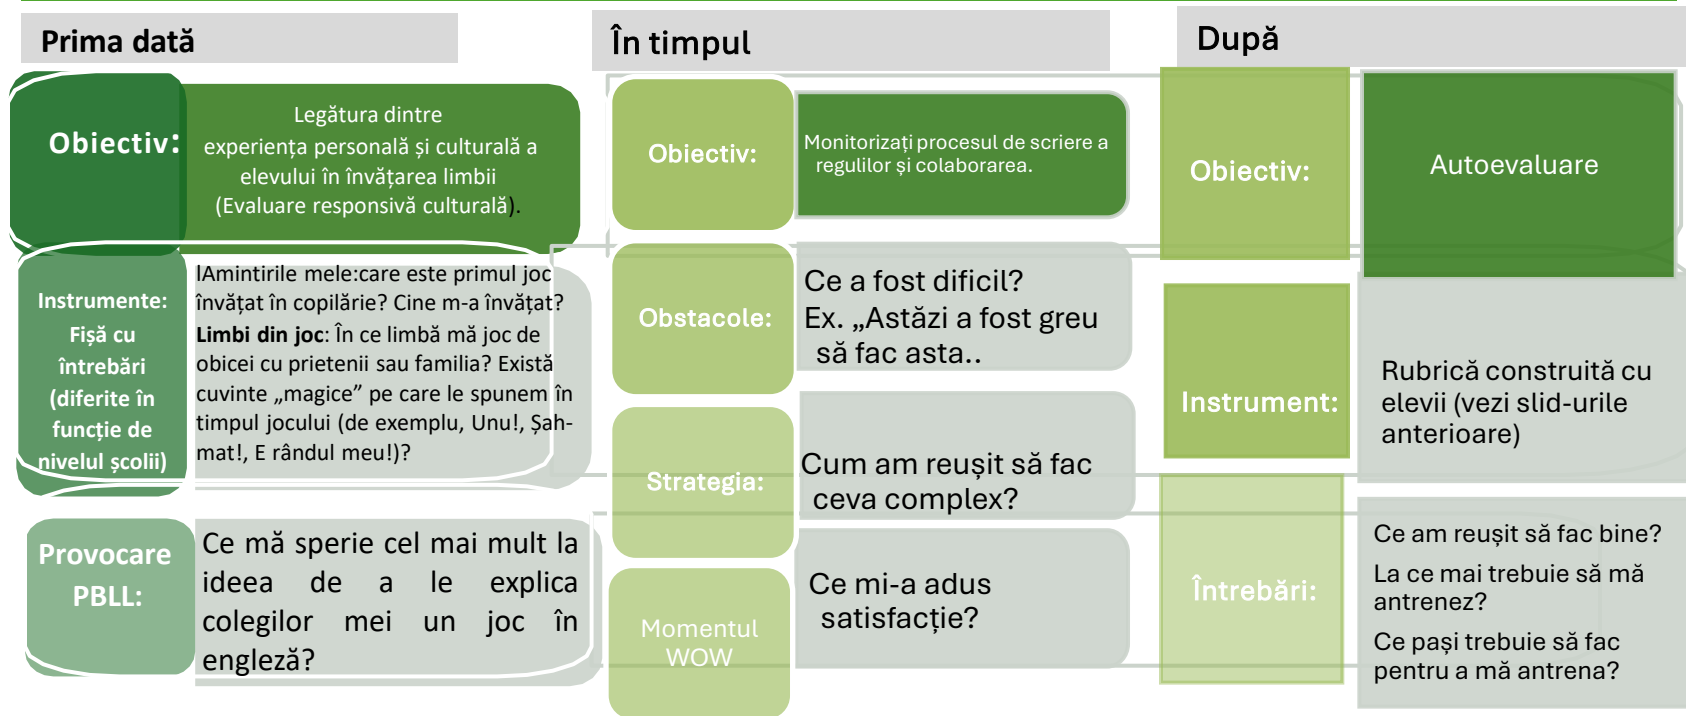 Prima dată
Obiectiv:
Legătura dintre
experiența personală și culturală a
elevului în învățarea limbii
(Evaluare responsivă culturală).
Instrumente:
Fișă cu
întrebări
(diferite în
funcție de
nivelul școlii)
lAmintirile mele:care este primul joc
învățat în copilărie? Cine m-a învățat?
Limbi din joc: În ce limbă mă joc de
obicei cu prietenii sau familia? Există
cuvinte „magice” pe care le spunem în
timpul jocului (de exemplu, Unu!, Șah-
mat!, E rândul meu!)?
Provocare
PBLL:
Ce mă sperie cel mai mult la
ideea de a le explica
colegilor mei un joc în
engleză?
În timpul
Obiectiv:
Monitorizați procesul de scriere a
regulilor și colaborarea.
Obstacole:
Ce a fost dificil?
Ex. „Astăzi a fost greu
să fac asta..
Strategia:
Cum am reușit să fac
ceva complex?
Momentul
WOW
Ce mi-a adus
satisfacție?
După
Obiectiv:
Autoevaluare
Instrument:
Rubrică construită cu
elevii (vezi slid-urile
anterioare)
Întrebări:
Ce am reușit să fac bine?
La ce mai trebuie să mă
antrenez?
Ce pași trebuie să fac
pentru a mă antrena?